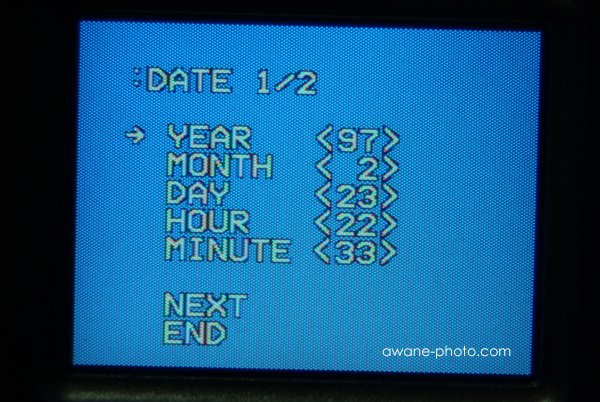 :DATE 1/2
→ YEAR <97>
MONTH < 2>
DAY <23>
HOUR <22>
MINUTE <33>
NEXT
END
awane-photo.com